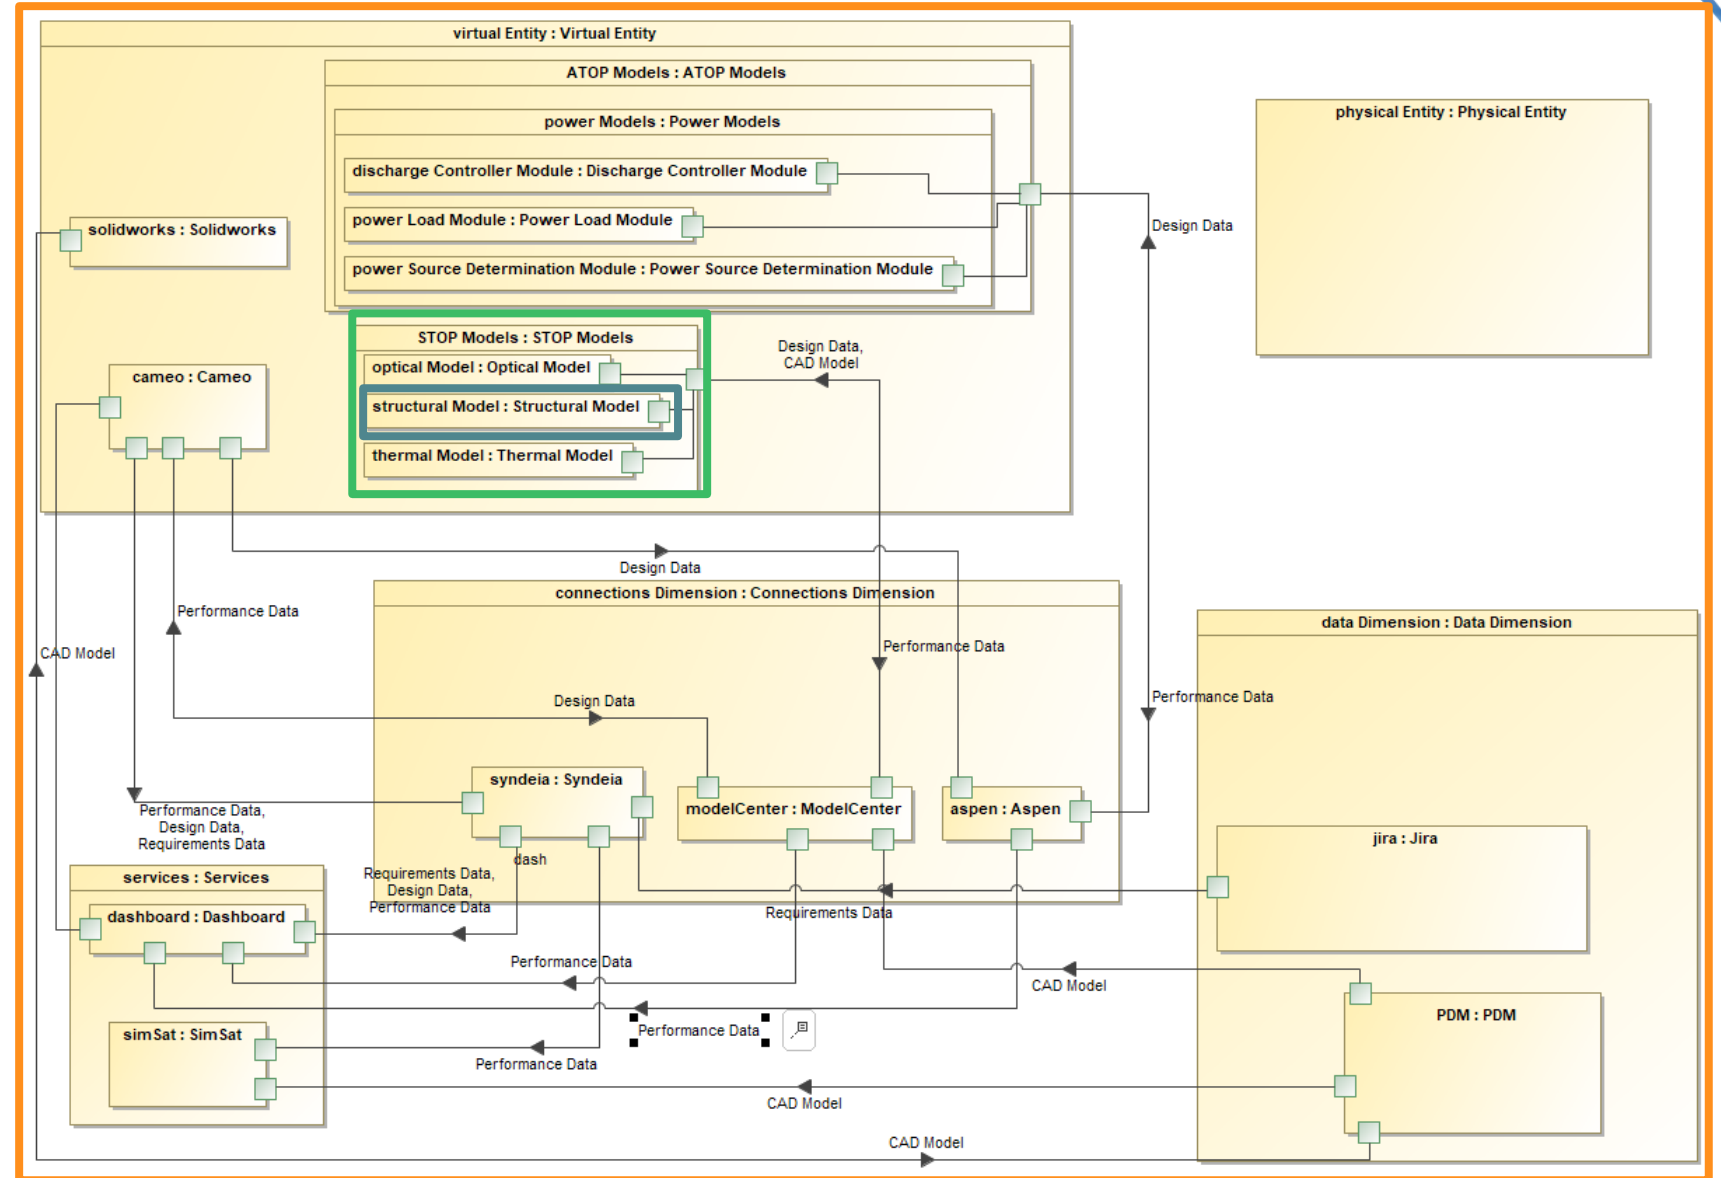 virtual Entity : Virtual Entity
ATOP Models : ATOP Models
power Models : Power Models
discharge Controller Module : Discharge Controller Module
power Load Module : Power Load Module
power Source Determination Module : Power Source Determination Module
solidworks : Solidworks
physical Entity : Physical Entity
Design Data
STOP Models : STOP Models
optical Model : Optical Model
structural Model : Structural Model
thermal Model : Thermal Model
Design Data,
CAD Model
cameo : Cameo
Design Data
connections Dimension : Connections Dimension
Performance Data
CAD Model
Performance Data
data Dimension : Data Dimension
Design Data
Performance Data
syndeia : Syndeia
modelCenter : ModelCenter
aspen : Aspen
Performance Data,
Design Data,
Requirements Data
jira : Jira
dash
Requirements Data,
Design Data,
Performance Data
services : Services
dashboard : Dashboard
Requirements Data
Performance Data
CAD Model
PDM : PDM
simSat : SimSat
Performance Data
Performance Data
CAD Model
CAD Model